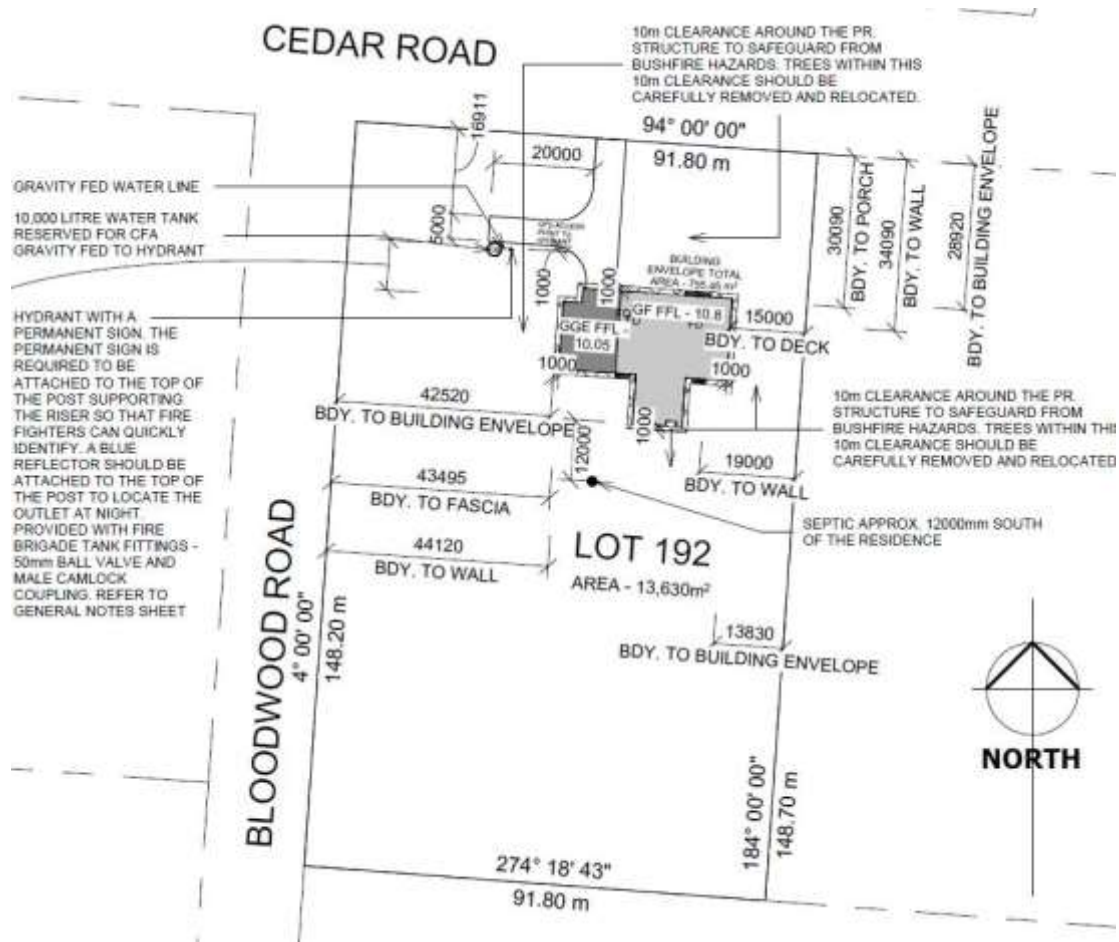 CEDAR ROAD
10m CLEARANCE AROUND THE PR.
STRUCTURE TO SAFEGUARD FROM
BUSHFIRE HAZARDS. TREES WITHIN THIS
10m CLEARANCE SHOULD BE
CAREFULLY REMOVED AND RELOCATED.
94° 00' 00"
91.80 m
16911
20000
5000
GRAVITY FED WATER LINE
10,000 LITRE WATER TANK
RESERVED FOR CFA
GRAVITY FED TO HYDRANT
HYDRANT WITH A
PERMANENT SIGN. THE
PERMANENT SIGN IS
REQUIRED TO BE
ATTACHED TO THE TOP OF
THE POST SUPPORTING
THE RISER SO THAT FIRE
FIGHTERS CAN QUICKLY
IDENTIFY. A BLUE
REFLECTOR SHOULD BE
ATTACHED TO THE TOP OF
THE POST TO LOCATE THE
OUTLET AT NIGHT.
PROVIDED WITH FIRE
BRIGADE TANK FITTINGS -
50mm BALL VALVE AND
MALE CAMLOCK
COUPLING. REFER TO
GENERAL NOTES SHEET
30090
BDY. TO PORCH
34090
BDY. TO WALL
28920
BDY. TO BUILDING ENVELOPE
BUILDING
ENVELOPE TOTAL
AREA -
1000
1000
GF FFL - 10.8
GGE FFL -
10.05
15000
BDY. TO DECK
1000
1000
1000
42520
BDY. TO BUILDING ENVELOPE
12000
43495
BDY. TO FASCIA
44120
BDY. TO WALL
19000
BDY. TO WALL
10m CLEARANCE AROUND THE PR.
STRUCTURE TO SAFEGUARD FROM
BUSHFIRE HAZARDS. TREES WITHIN THIS
10m CLEARANCE SHOULD BE
CAREFULLY REMOVED AND RELOCATED
SEPTIC APPROX. 12000mm SOUTH
OF THE RESIDENCE
LOT 192
AREA - 13,630m²
13830
BDY. TO BUILDING ENVELOPE
BLOODWOOD ROAD
4° 00' 00"
148.20 m
184° 00' 00"
148.70 m
274° 18' 43"
91.80 m
NORTH